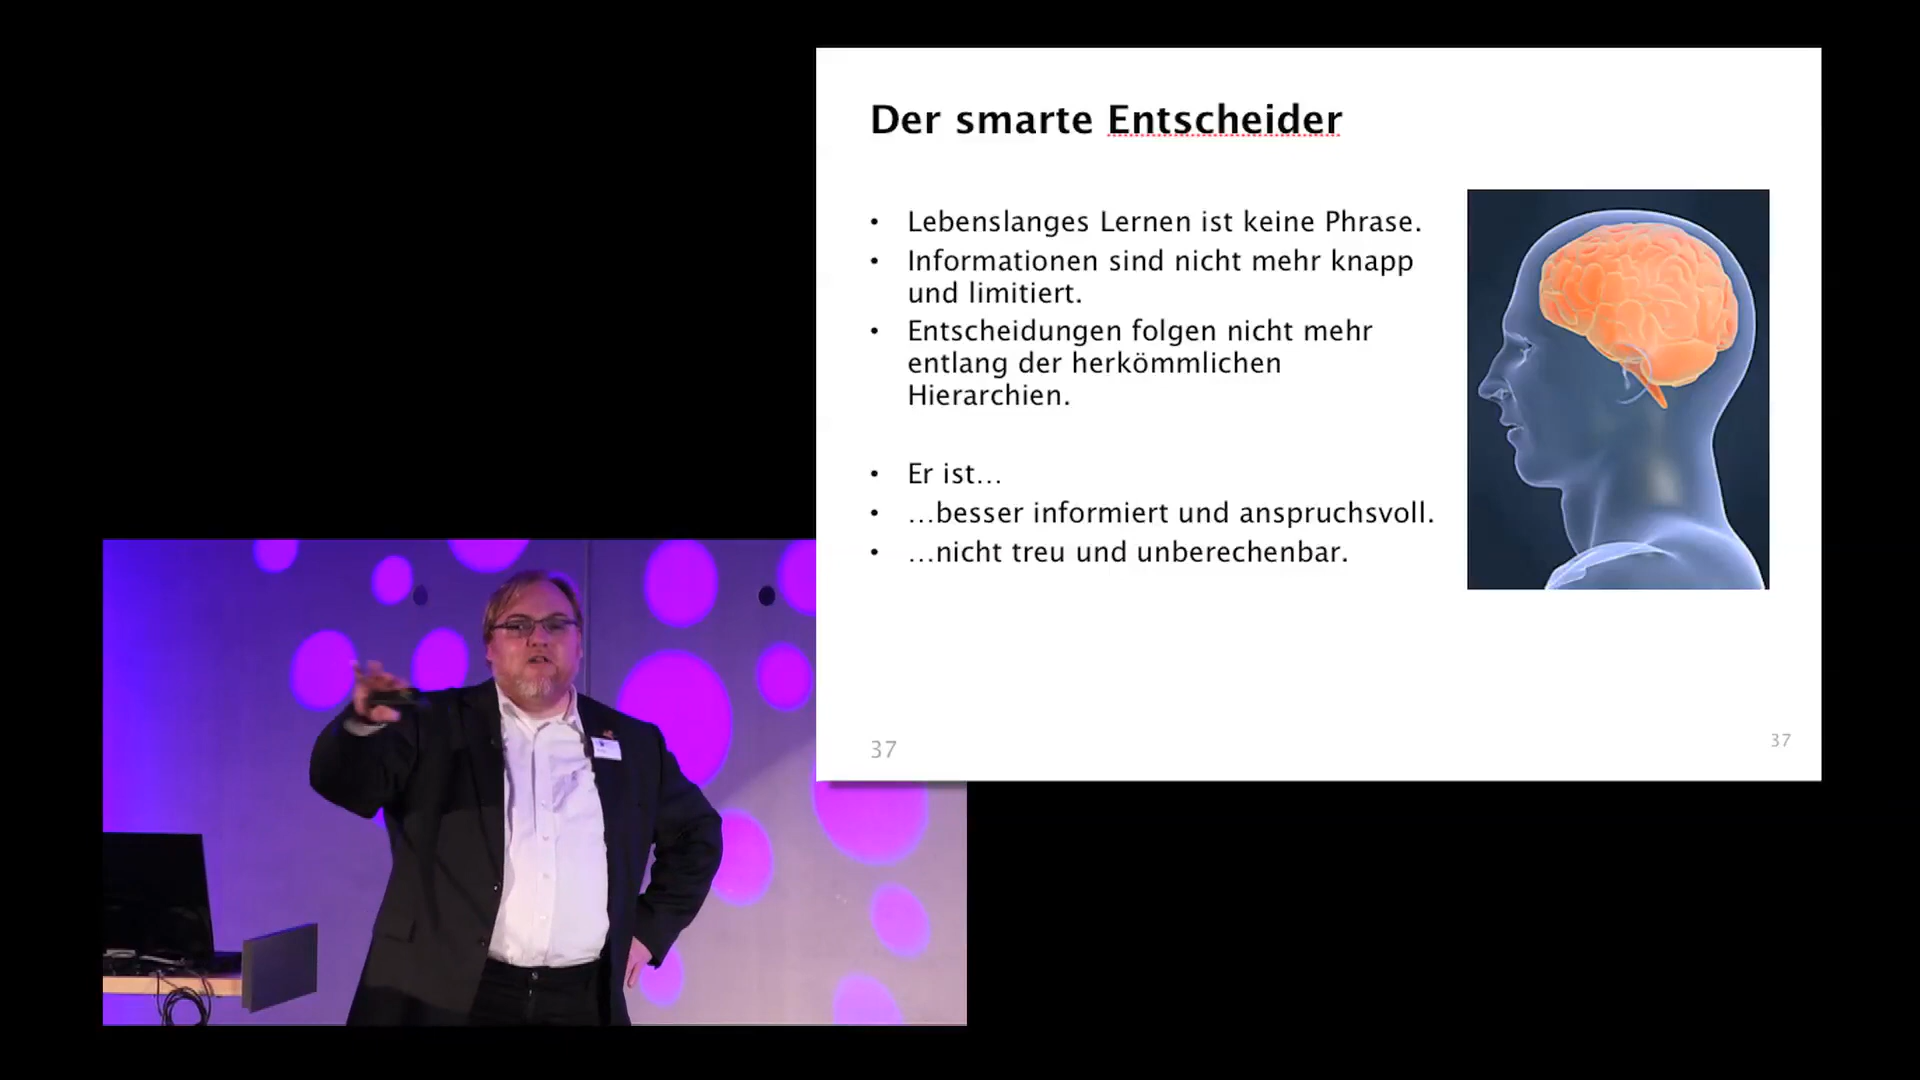 Der smarte Entscheider
• Lebenslanges Lernen ist keine Phrase.
• Informationen sind nicht mehr knapp
und limitiert.
• Entscheidungen folgen nicht mehr
entlang der herkömmlichen
Hierarchien.
• Er ist…
• …besser informiert und anspruchsvoll.
• …nicht treu und unberechenbar.
37
37